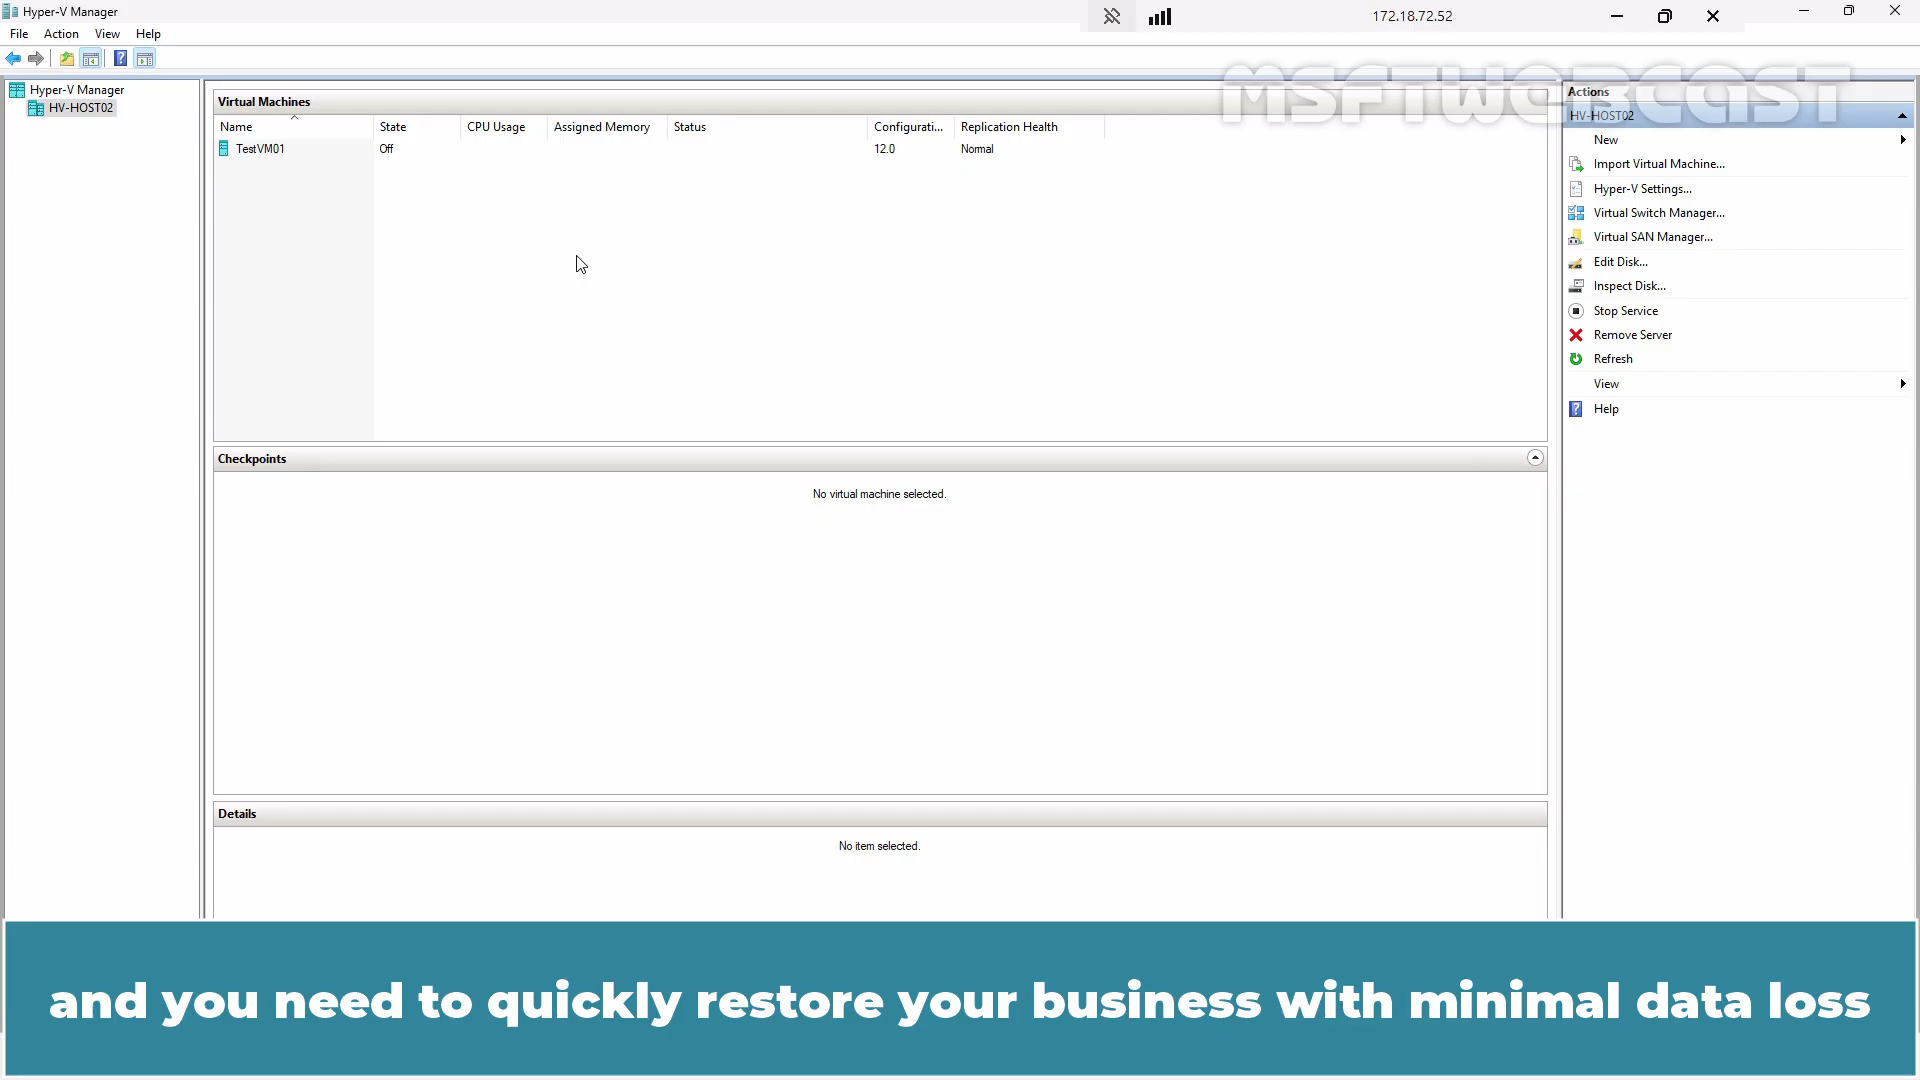 Hyper-V Manager
172.18.72.52
File Action View Help
MSFTWEBCAST
Hyper-V Manager
HV-HOST02
Virtual Machines
Name State CPU Usage Assigned Memory Status Configurati... Replication Health
TestVM01 Off 12.0 Normal
Checkpoints
No virtual machine selected.
Details
No item selected.
Actions
HV-HOST02
New
Import Virtual Machine...
Hyper-V Settings...
Virtual Switch Manager...
Virtual SAN Manager...
Edit Disk...
Inspect Disk...
Stop Service
Remove Server
Refresh
View
Help
and you need to quickly restore your business with minimal data loss